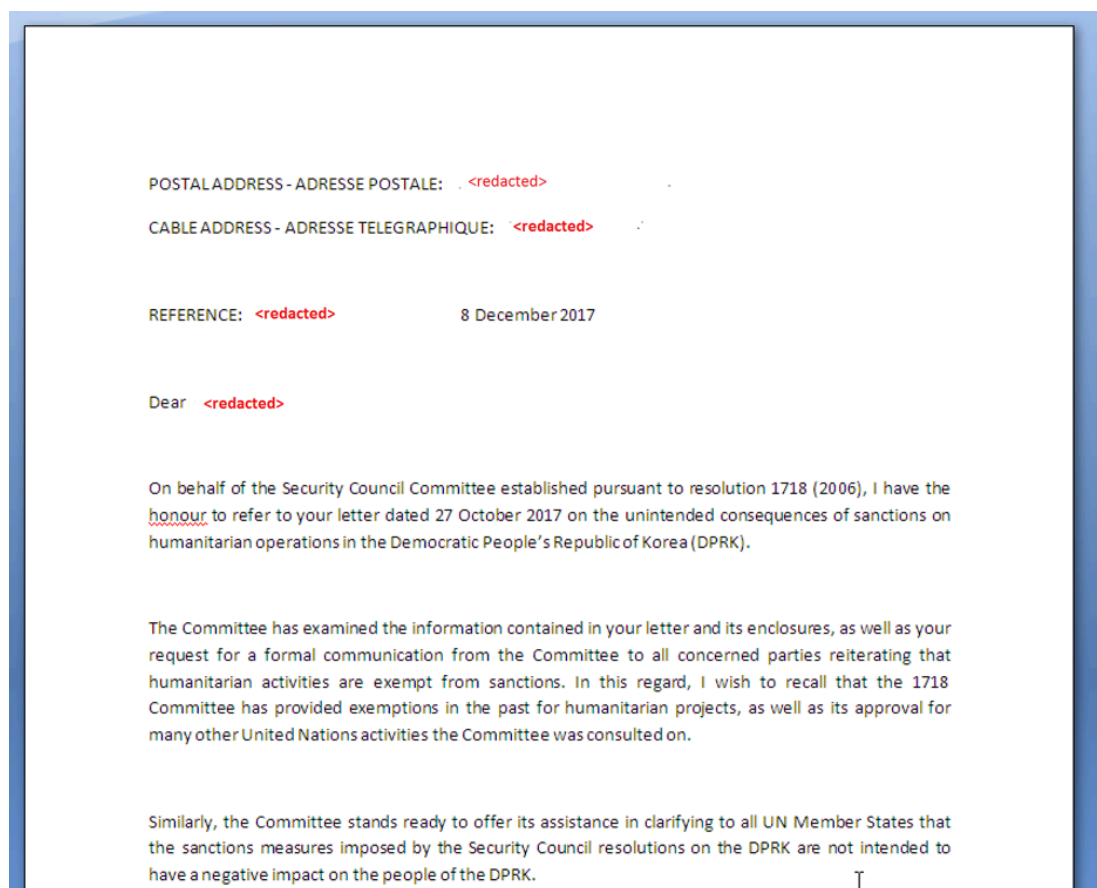 POSTAL ADDRESS - ADRESSE POSTALE: <redacted>
CABLE ADDRESS - ADRESSE TELEGRAPHIQUE: <redacted>
REFERENCE: <redacted> 8 December 2017
Dear <redacted>
On behalf of the Security Council Committee established pursuant to resolution 1718 (2006), I have the
honour to refer to your letter dated 27 October 2017 on the unintended consequences of sanctions on
humanitarian operations in the Democratic People's Republic of Korea (DPRK).
The Committee has examined the information contained in your letter and its enclosures, as well as your
request for a formal communication from the Committee to all concerned parties reiterating that
humanitarian activities are exempt from sanctions. In this regard, I wish to recall that the 1718
Committee has provided exemptions in the past for humanitarian projects, as well as its approval for
many other United Nations activities the Committee was consulted on.
Similarly, the Committee stands ready to offer its assistance in clarifying to all UN Member States that
the sanctions measures imposed by the Security Council resolutions on the DPRK are not intended to
have a negative impact on the people of the DPRK.